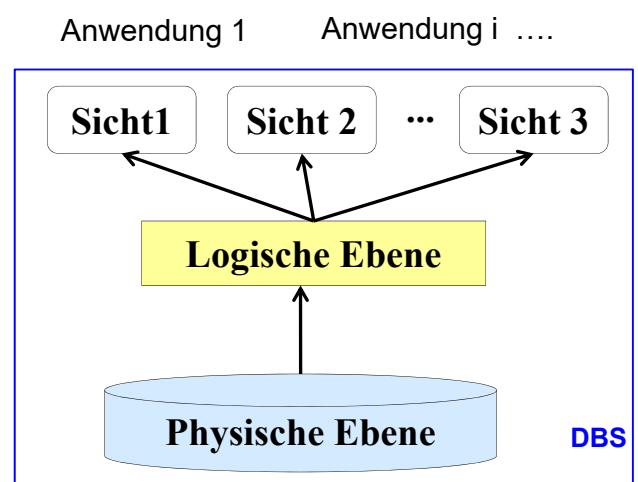 Anwendung 1 Anwendung i ….
Sicht1 Sicht 2 ... Sicht 3
Logische Ebene
Physische Ebene
DBS